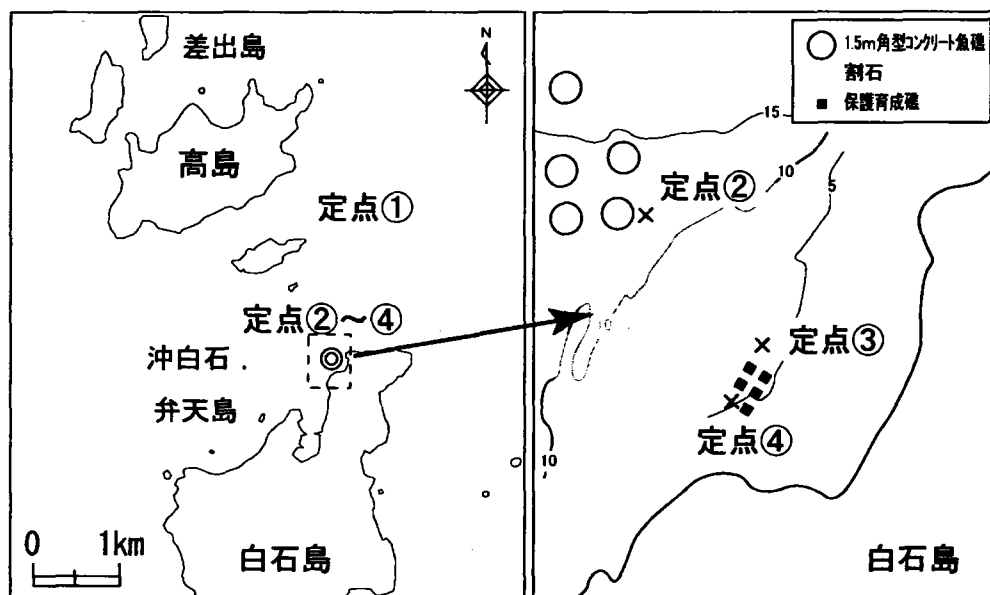 差出島
N
高島
定点①
定点②～④
沖白石
弁天島
0 1km
白石島
1.5m角型コンクリート魚礁
割石
保護育成礁
15
10
5
定点②
10
定点③
定点④
10
白石島